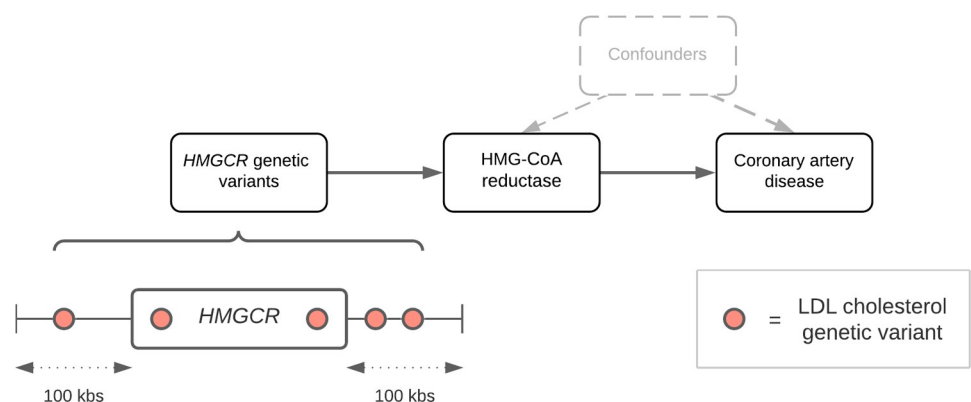 Confounders
HMGCR genetic
variants
HMG-CoA
reductase
Coronary artery
disease
HMGCR
100 kbs
100 kbs
= LDL cholesterol
genetic variant